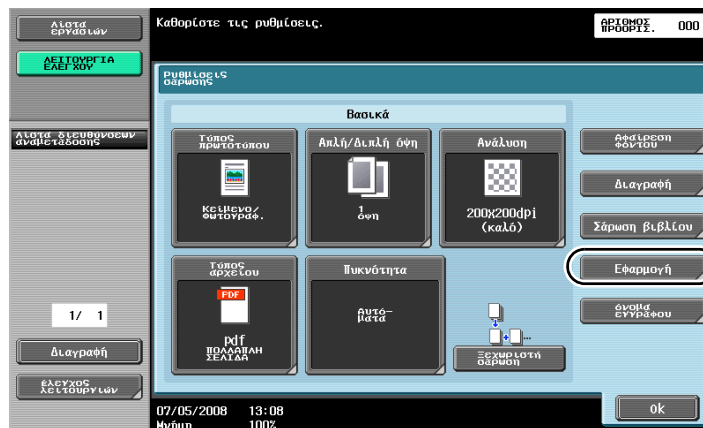 Λίστα
εργασιών
Καθορίστε τις ρυθμίσεις.
ΑΡΙΘΜΟΣ
ΠΡΟΟΡΙΣ.
000
ΛΕΙΤΟΥΡΓΙΑ
ΕΛΕΓΧΟΥ
Ρυθμίσεις
σάρωσης
Βασικά
Λίστα διευθύνσεων
αναμετάδοσης
Τύπος
πρωτοτύπου
Απλή/Διπλή όψη
Ανάλυση
Αφαίρεση
φόντου
Διαγραφή
Κείμενο/
Φωτογραφ.
1
όψη
200X200dpi
(καλό)
Σάρωση βιβλίου
Τύπος
αρχείου
Πυκνότητα
Εφαρμογή
PDF
Αυτό-
ματα
όνομα
εγγράφου
1/ 1
pdf
ΠΟΛΛΑΠΛΗ
ΣΕΛΙΔΑ
Διαγραφή
Ξεχωριστή
σάρωση
έλεγχος
λειτουργιών
07/05/2008 13:08
ok
Μνήμη 100%